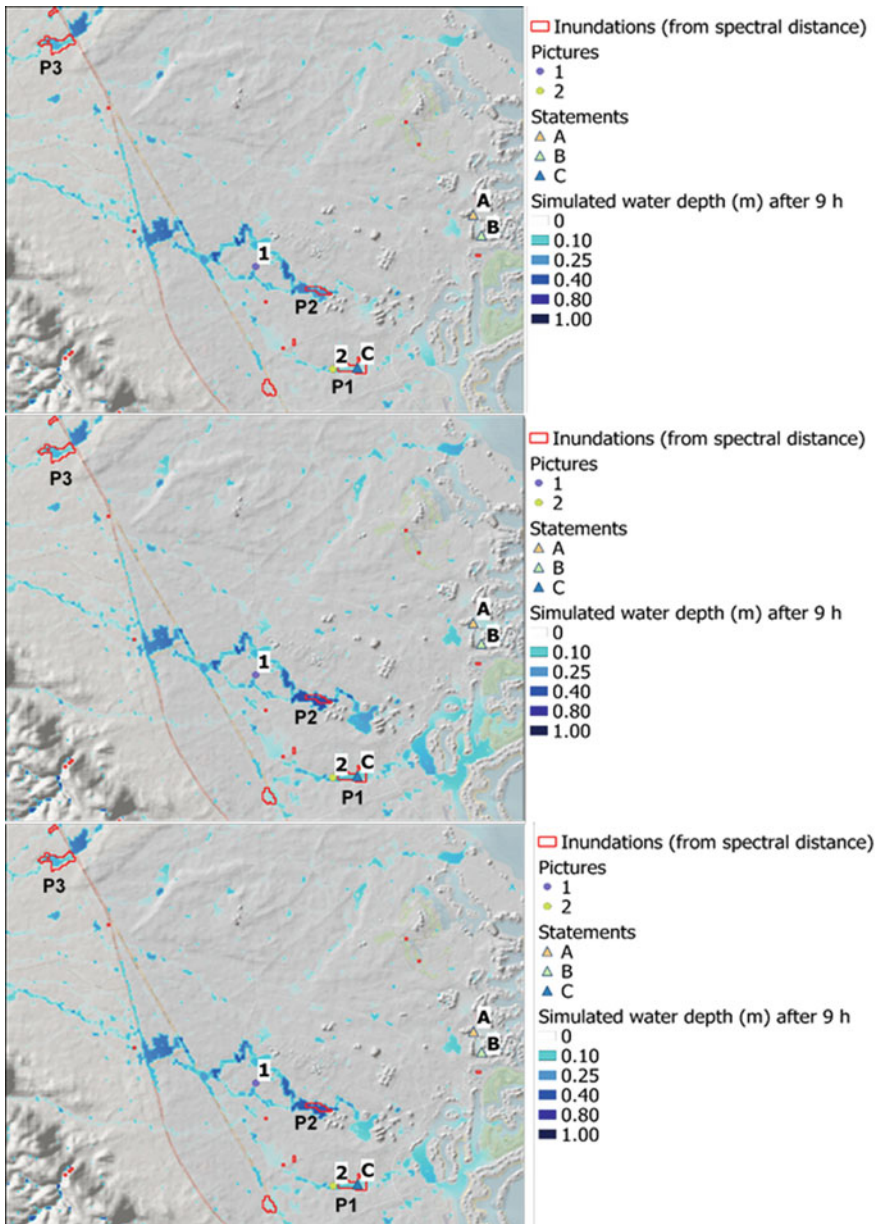 P3
1
P2
2 C
P1
A
B
Inundations (from spectral distance)
Pictures
1
2
Statements
A
B
C
Simulated water depth (m) after 9 h
0
0.10
0.25
0.40
0.80
1.00
P3
1
P2
2 C
P1
A
B
Inundations (from spectral distance)
Pictures
1
2
Statements
A
B
C
Simulated water depth (m) after 9 h
0
0.10
0.25
0.40
0.80
1.00
P3
1
P2
2 C
P1
A
B
Inundations (from spectral distance)
Pictures
1
2
Statements
A
B
C
Simulated water depth (m) after 9 h
0
0.10
0.25
0.40
0.80
1.00